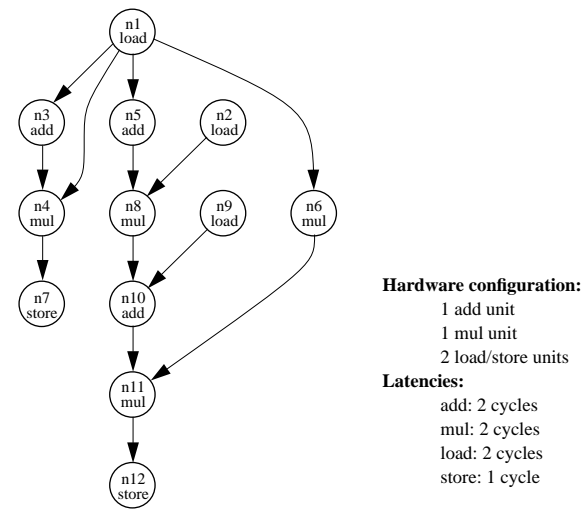 n1
load
n3
add
n5
add
n2
load
n4
mul
n8
mul
n9
load
n6
mul
n7
store
n10
add
n11
mul
n12
store
Hardware configuration:
1 add unit
1 mul unit
2 load/store units
Latencies:
add: 2 cycles
mul: 2 cycles
load: 2 cycles
store: 1 cycle